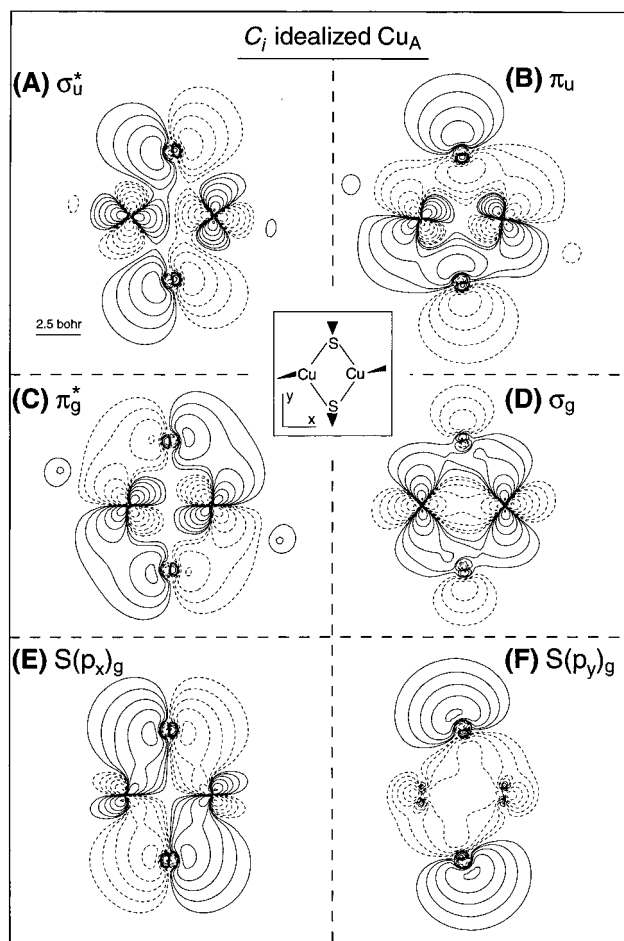 C_i idealized Cu_A
(A) σ_u*
(B) π_u
2.5 bohr
S
Cu Cu
S
y
x
(C) π_g*
(D) σ_g
(E) S(p_x)_g
(F) S(p_y)_g